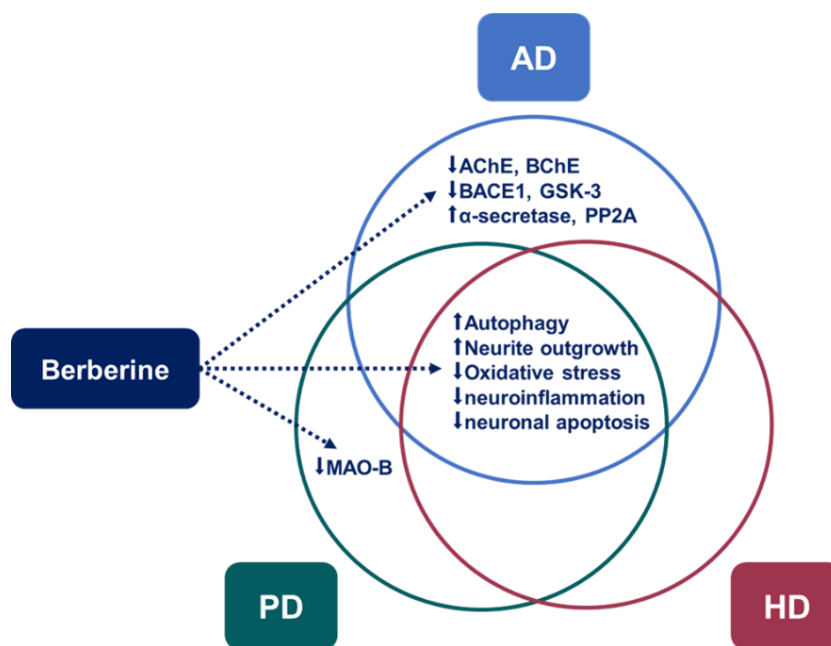 AD
↓AChE, BChE
↓BACE1, GSK-3
↑α-secretase, PP2A
Berberine
↑Autophagy
↑Neurite outgrowth
↓Oxidative stress
↓neuroinflammation
↓neuronal apoptosis
↓MAO-B
PD
HD